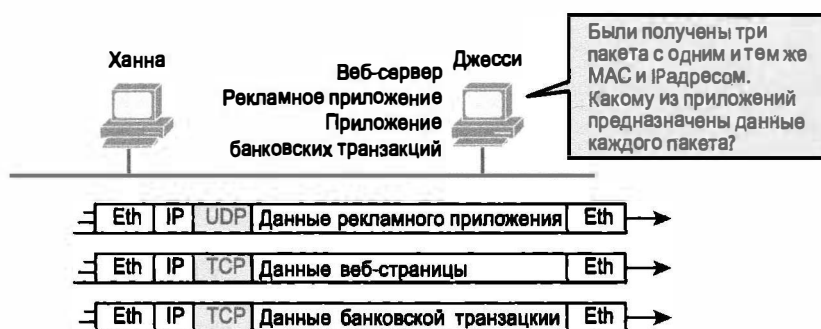 Ханна
Веб-сервер
Рекламное приложение
Приложение
банковских транзакций
Джесси
Были получены три
пакета с одним и тем же
MAC и IPадресом.
Какому из приложений
предназначены данные
каждого пакета?
Eth IP UDP Данные рекламного приложения Eth
Eth IP TCP Данные веб-страницы Eth
Eth IP TCP Данные банковской транзацкии Eth